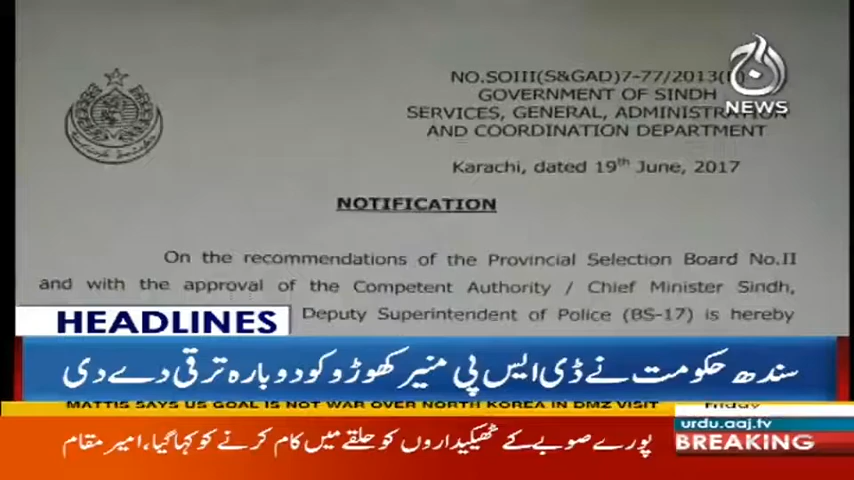 NO.SOIII(S&GAD)7-77/2013(
GOVERNMENT OF SINDH
SERVICES, GENERAL, ADMINISTRATION
AND COORDINATION DEPARTMENT
Karachi, dated 19th June, 2017
آج
NEWS
NOTIFICATION
On the recommendations of the Provincial Selection Board No.II
and with the approval of the Competent Authority / Chief Minister Sindh,
Deputy Superintendent of Police (BS-17) is hereby
HEADLINES
سندھ حکومت نے ڈی ایس پی منیر کھوڑو کو دوبارہ ترقی دے دی
MATTIS SAYS US GOAL IS NOT WAR OVER NORTH KOREA IN DMZ VISIT
Friday
urdu.aaj.tv
BREAKING
پورے صوبے کے ٹھیکیداروں کو حلقے میں کام کرنے کو کہا گیا، امیر مقام